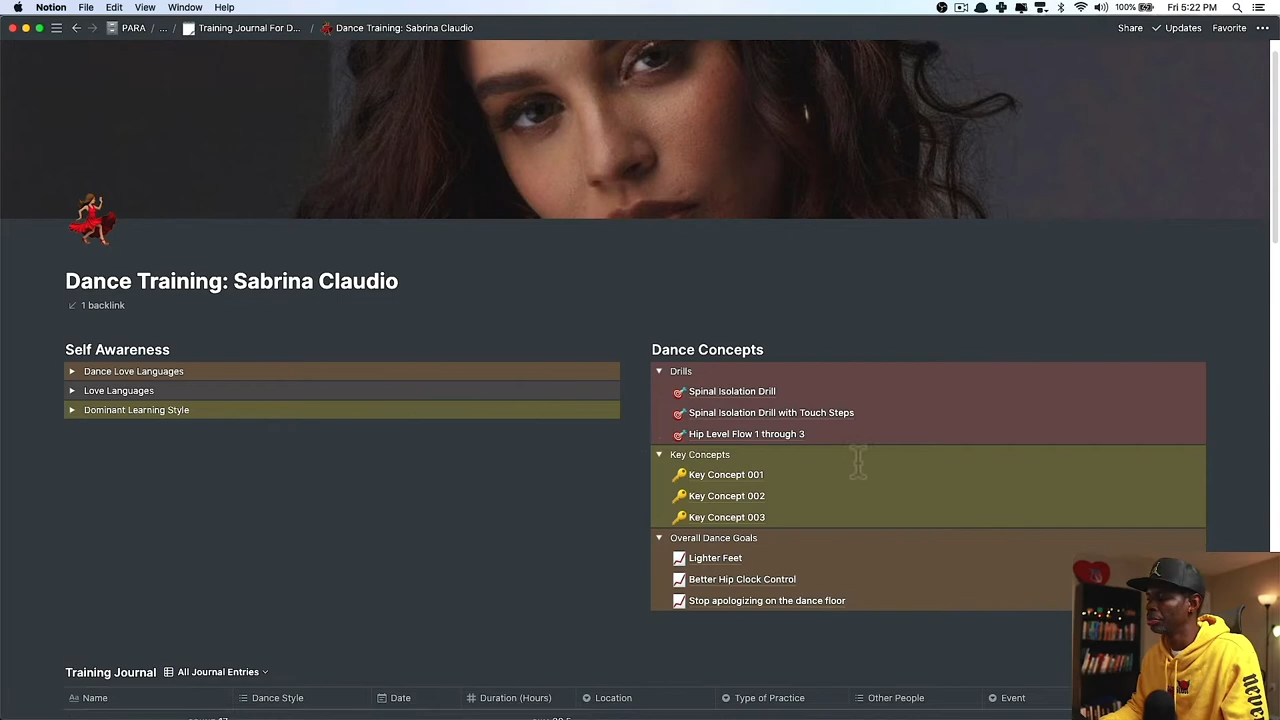 Notion File Edit View Window Help 100% Fri 5:22 PM
PARA / ... / Training Journal For D... / Dance Training: Sabrina Claudio Share Updates Favorite
Dance Training: Sabrina Claudio
1 backlink
Self Awareness
Dance Love Languages
Love Languages
Dominant Learning Style
Dance Concepts
Drills
Spinal Isolation Drill
Spinal Isolation Drill with Touch Steps
Hip Level Flow 1 through 3
Key Concepts
Key Concept 001
Key Concept 002
Key Concept 003
Overall Dance Goals
Lighter Feet
Better Hip Clock Control
Stop apologizing on the dance floor
Training Journal All Journal Entries
Aa Name Dance Style Date # Duration (Hours) Location Type of Practice Other People Event